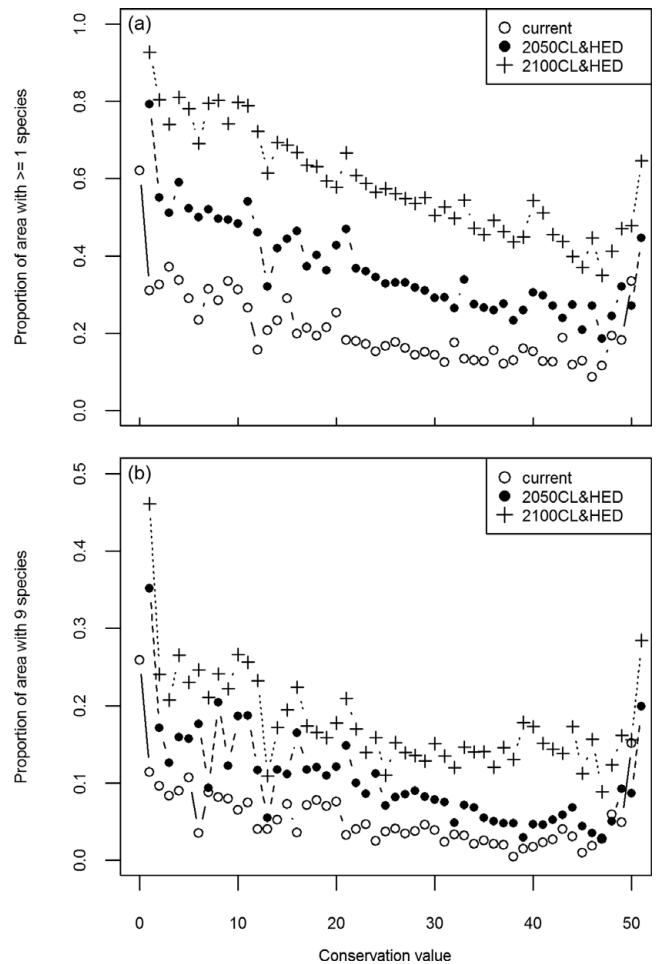 (a)
current
2050CL&HED
2100CL&HED
Proportion of area with >= 1 species
1.0
0.8
0.6
0.4
0.2
0.0
(b)
current
2050CL&HED
2100CL&HED
Proportion of area with 9 species
0.5
0.4
0.3
0.2
0.1
0.0
0 10 20 30 40 50
Conservation value